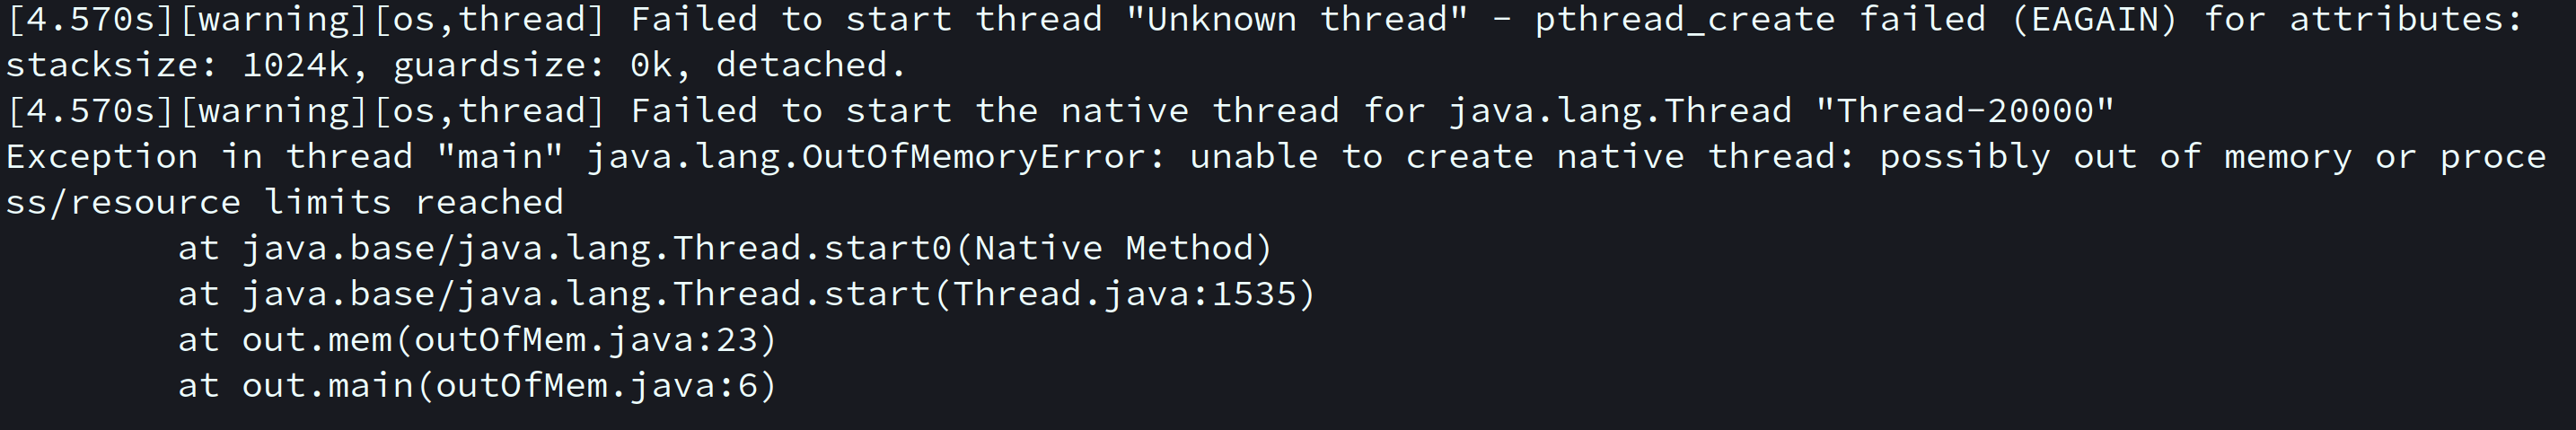 [4.570s][warning][os,thread] Failed to start thread "Unknown thread" - pthread_create failed (EAGAIN) for attributes:
stacksize: 1024k, guardsize: 0k, detached.
[4.570s][warning][os,thread] Failed to start the native thread for java.lang.Thread "Thread-20000"
Exception in thread "main" java.lang.OutOfMemoryError: unable to create native thread: possibly out of memory or proce
ss/resource limits reached
        at java.base/java.lang.Thread.start0(Native Method)
        at java.base/java.lang.Thread.start(Thread.java:1535)
        at out.mem(outOfMem.java:23)
        at out.main(outOfMem.java:6)